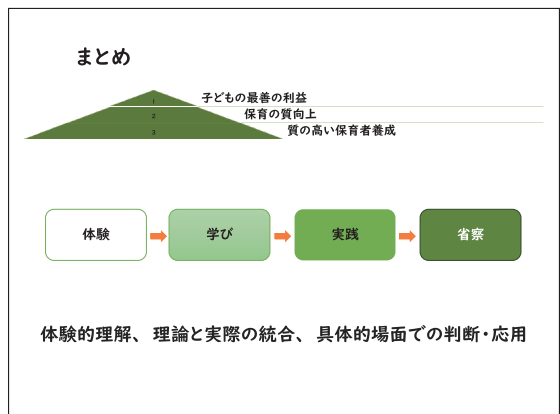 まとめ
1 子どもの最善の利益
2 保育の質向上
3 質の高い保育者養成
体験 学び 実践 省察
体験的理解、理論と実際の統合、具体的場面での判断・応用